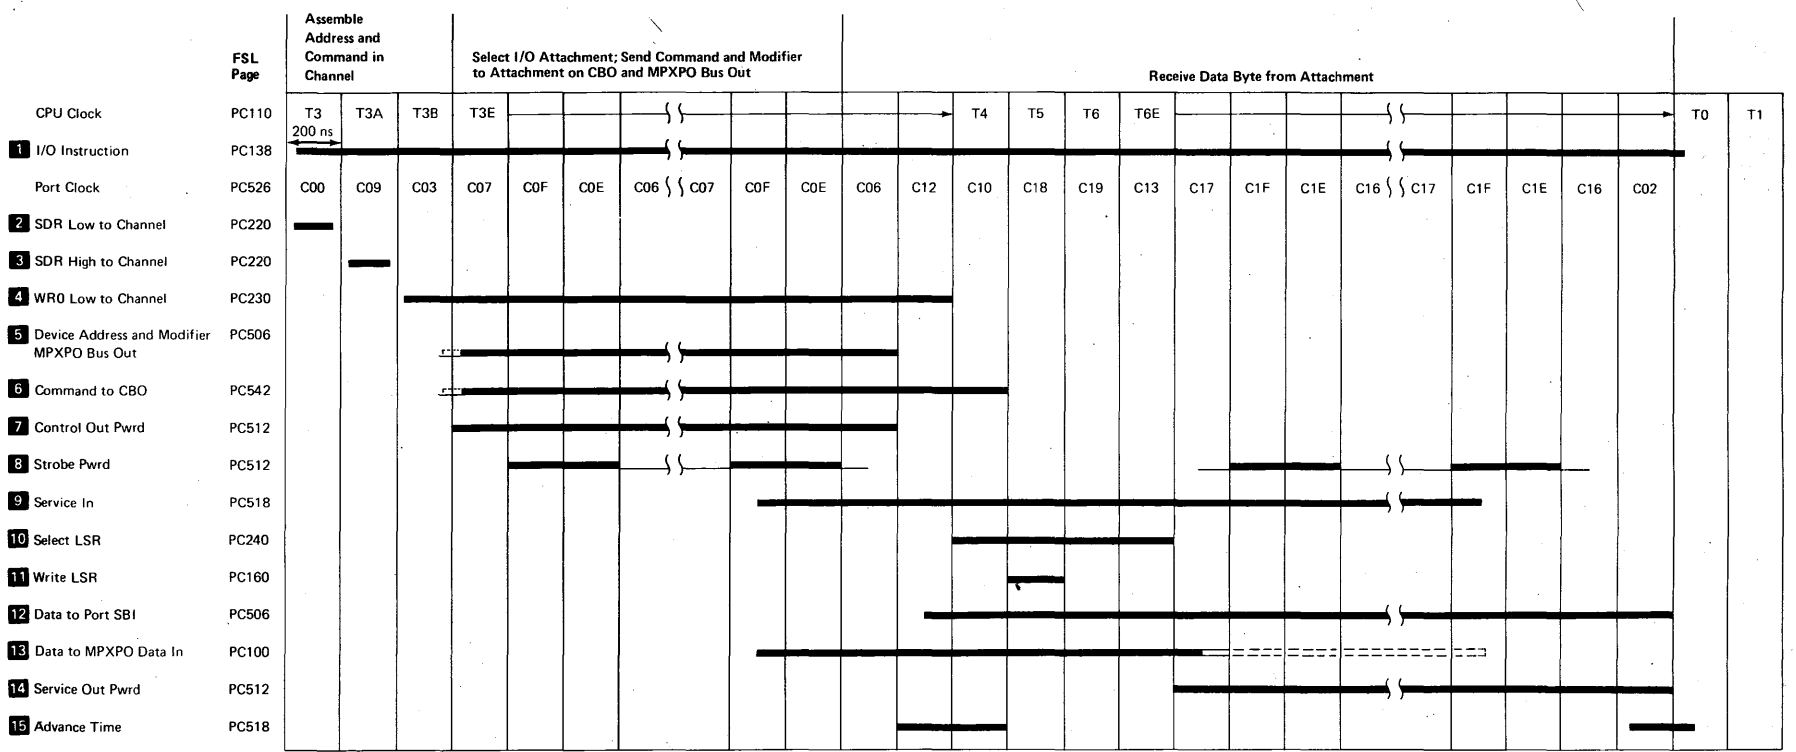 Assemble
Address and
Command in
Channel
FSL
Page
Select I/O Attachment; Send Command and Modifier
to Attachment on CBO and MPXPO Bus Out
Receive Data Byte from Attachment
CPU Clock PC110 T3 T3A T3B T3E T4 T5 T6 T6E T0 T1
200 ns
1 I/O Instruction PC138
Port Clock PC526 C00 C09 C03 C07 C0F C0E C06 C07 C0F C0E C06 C12 C10 C18 C19 C13 C17 C1F C1E C16 C17 C1F C1E C16 C02
2 SDR Low to Channel PC220
3 SDR High to Channel PC220
4 WR0 Low to Channel PC230
5 Device Address and Modifier PC506
MPXPO Bus Out
6 Command to CBO PC542
7 Control Out Pwrd PC512
8 Strobe Pwrd PC512
9 Service In PC518
10 Select LSR PC240
11 Write LSR PC160
12 Data to Port SBI PC506
13 Data to MPXPO Data In PC100
14 Service Out Pwrd PC512
15 Advance Time PC518